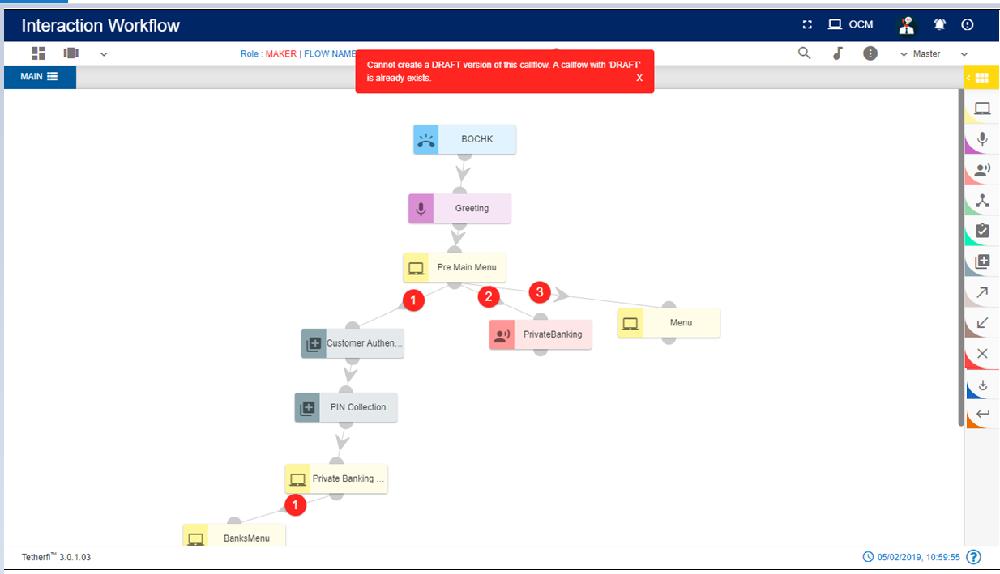 Interaction Workflow
OCM
Role : MAKER | FLOW NAME
Cannot create a DRAFT version of this callflow. A callfow with 'DRAFT'
is already exists.
X
Master
MAIN
BOCHK
Greeting
Pre Main Menu
1
2
3
Customer Authen...
PrivateBanking
Menu
PIN Collection
Private Banking ...
1
BanksMenu
Tetherfi™ 3.0.1.03
05/02/2019, 10:59:55
?